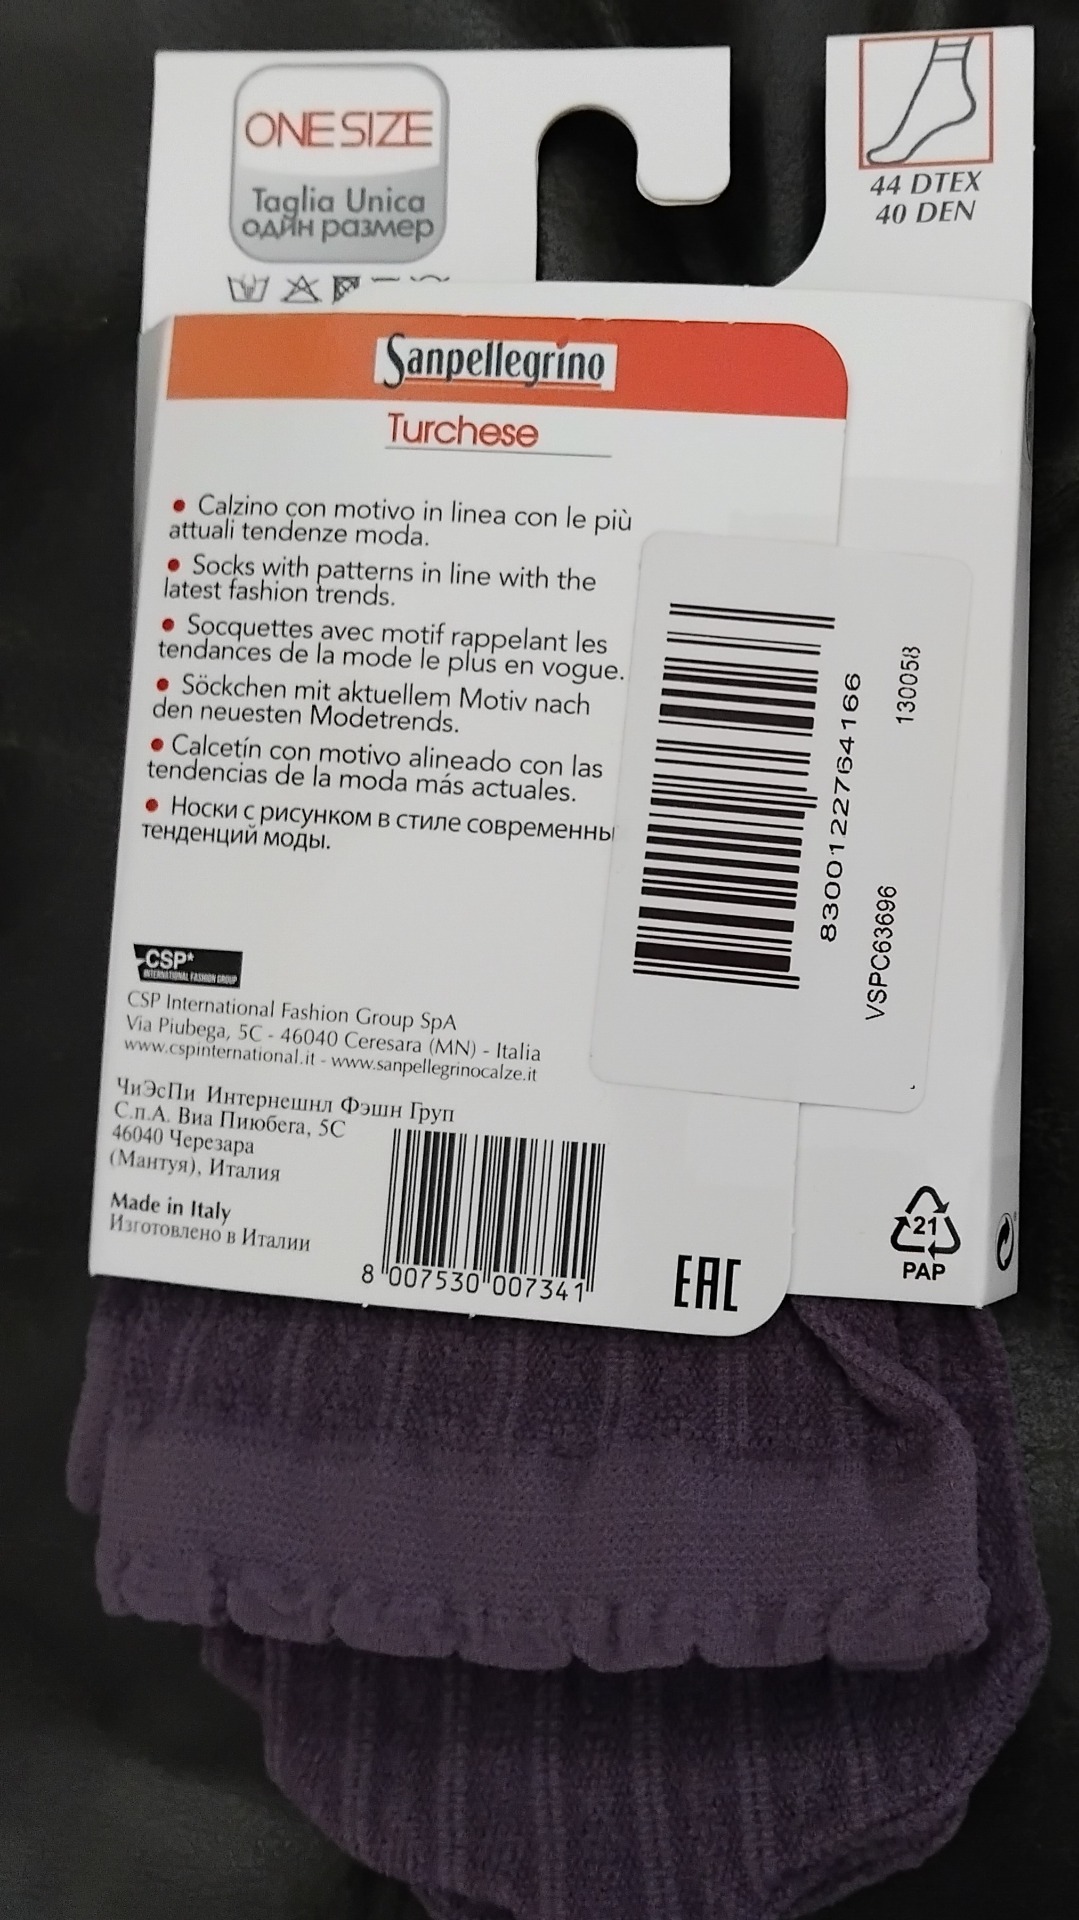 ONE SIZE
Taglia Unica
один размер
44 DTEX
40 DEN
Sanpellegrino
Turchese
• Calzino con motivo in linea con le più
attuali tendenze moda.
• Socks with patterns in line with the
latest fashion trends.
• Socquettes avec motif rappelant les
tendances de la mode le plus en vogue.
• Söckchen mit aktuellem Motiv nach
den neuesten Modetrends.
• Calcetín con motivo alineado con las
tendencias de la moda más actuales.
• Носки с рисунком в стиле современны
тенденций моды.
8300122764166
130058
VSPC63696
CSP*
INTERNATIONAL FASHION GROUP
CSP International Fashion Group SpA
Via Piubega, 5C - 46040 Ceresara (MN) - Italia
www.cspinternational.it - www.sanpellegrinocalze.it
ЧиЭсПи Интернешнл Фэшн Груп
С.п.А. Виа Пиюбега, 5С
46040 Черезара
(Мантуя), Италия
Made in Italy
Изготовлено в Италии
8 007530 007341
EAC
21
PAP